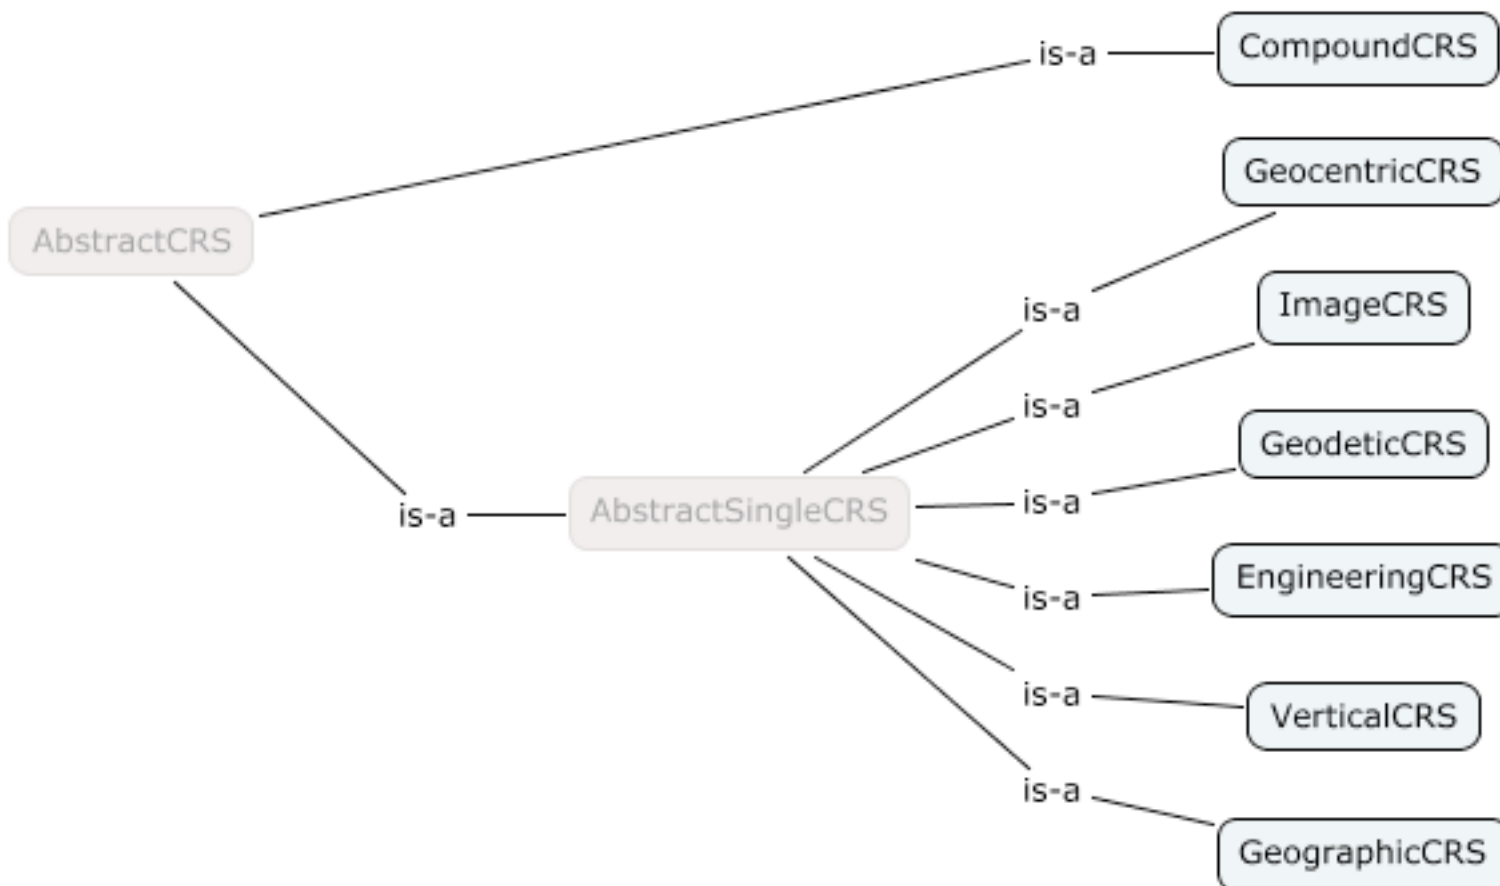 is-a
CompoundCRS
GeocentricCRS
AbstractCRS
is-a
ImageCRS
is-a
GeodeticCRS
is-a
AbstractSingleCRS
is-a
is-a
EngineeringCRS
is-a
VerticalCRS
is-a
GeographicCRS